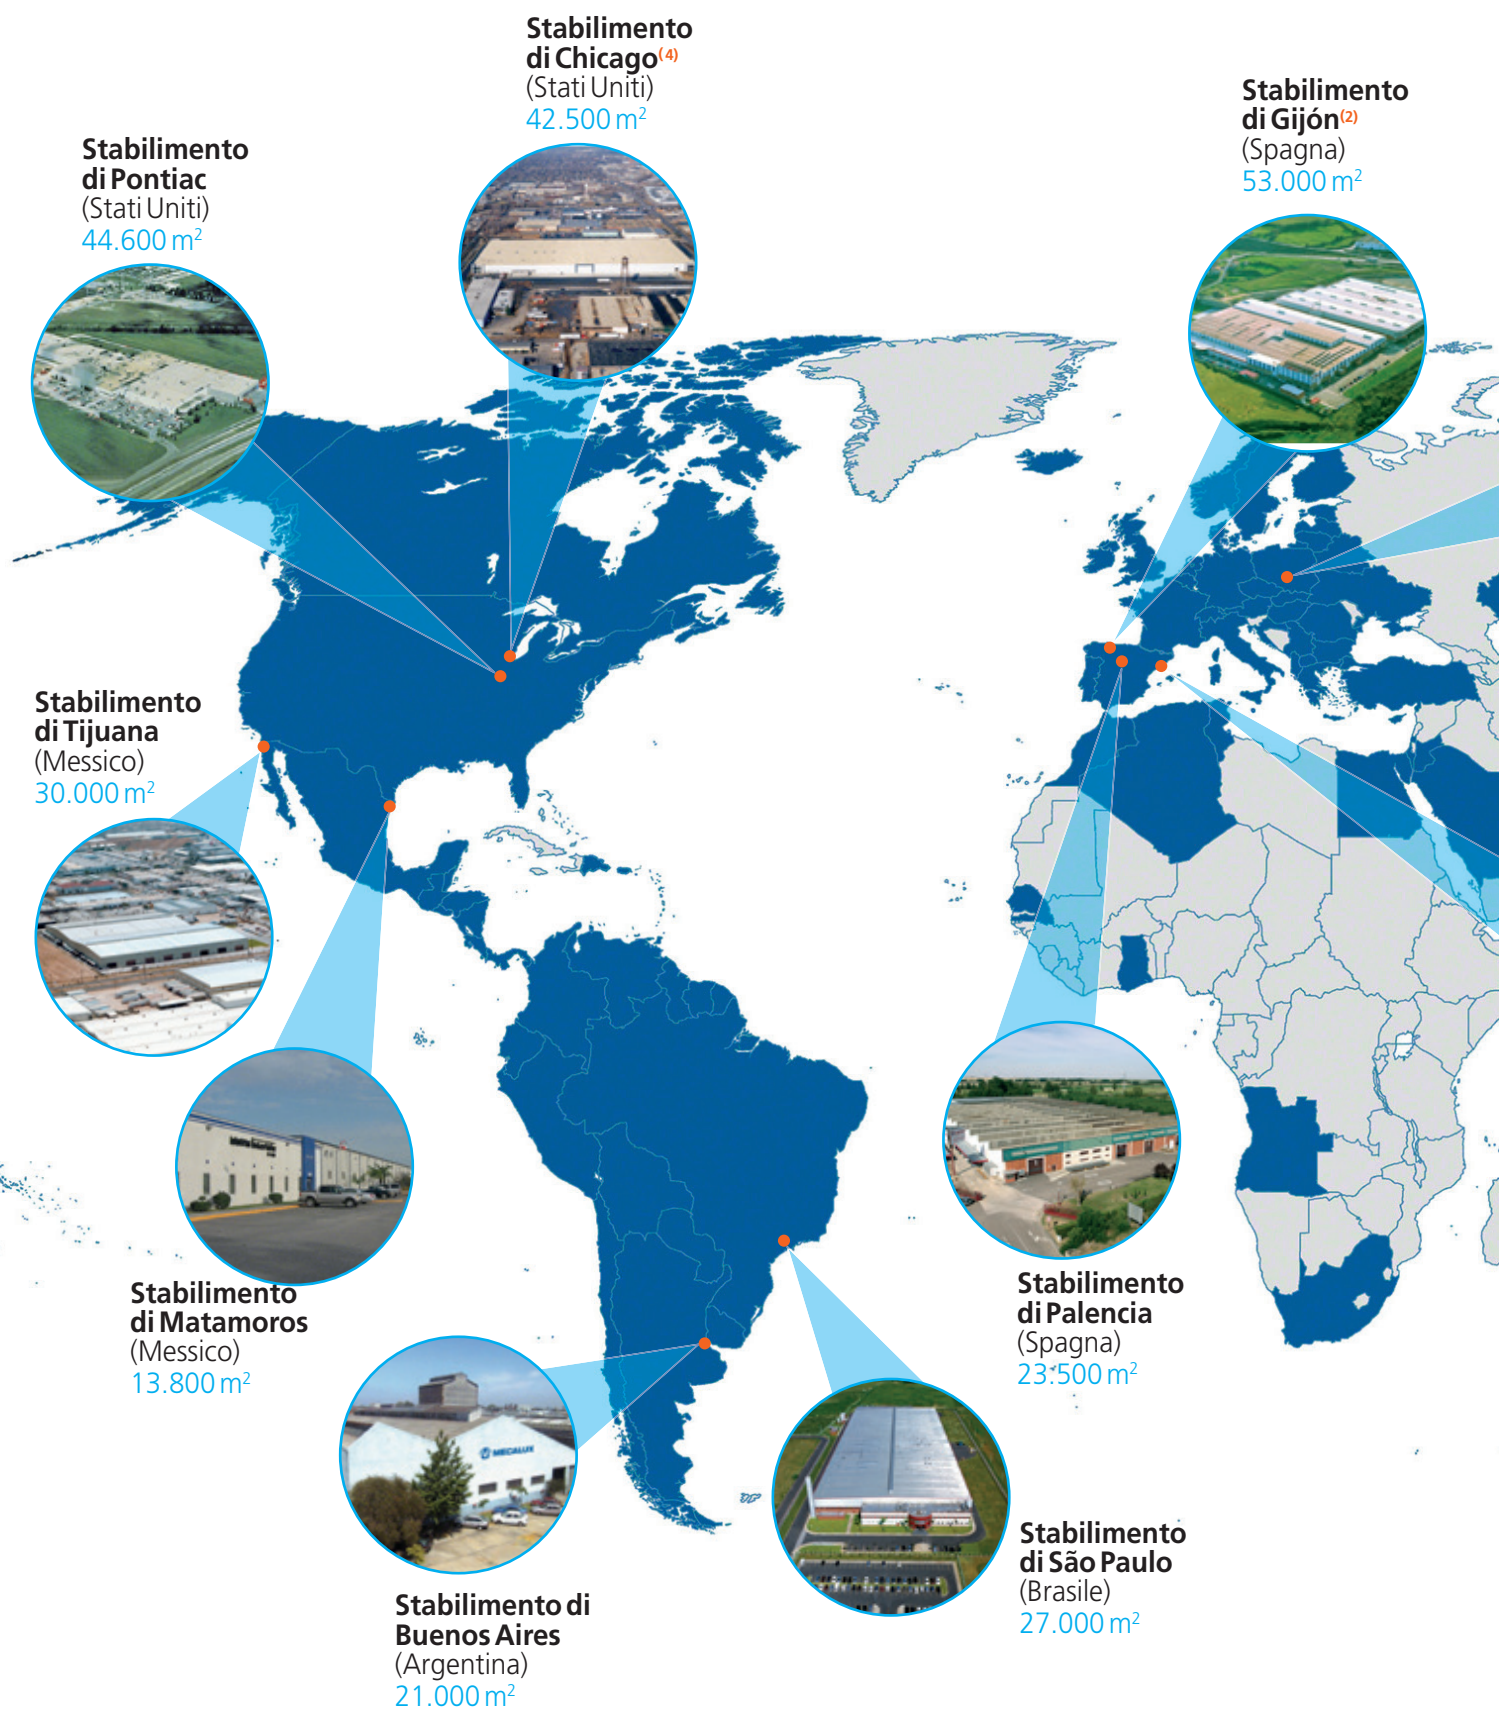 Stabilimento
di Chicago(4)
(Stati Uniti)
42.500 m²
Stabilimento
di Gijón(2)
(Spagna)
53.000 m²
Stabilimento
di Pontiac
(Stati Uniti)
44.600 m²
Stabilimento
di Tijuana
(Messico)
30.000 m²
Stabilimento
di Matamoros
(Messico)
13.800 m²
Stabilimento
di Palencia
(Spagna)
23.500 m²
MECALUX
Stabilimento
di São Paulo
(Brasile)
27.000 m²
Stabilimento di
Buenos Aires
(Argentina)
21.000 m²